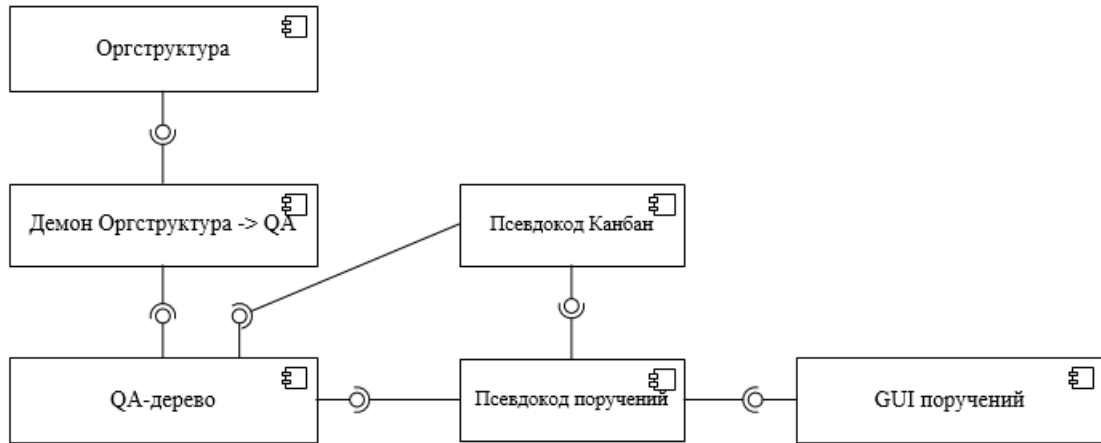 Оргструктура
Демон Оргструктура -> QA
Псевдокод Канбан
QA-дерево
Псевдокод поручений
GUI поручений